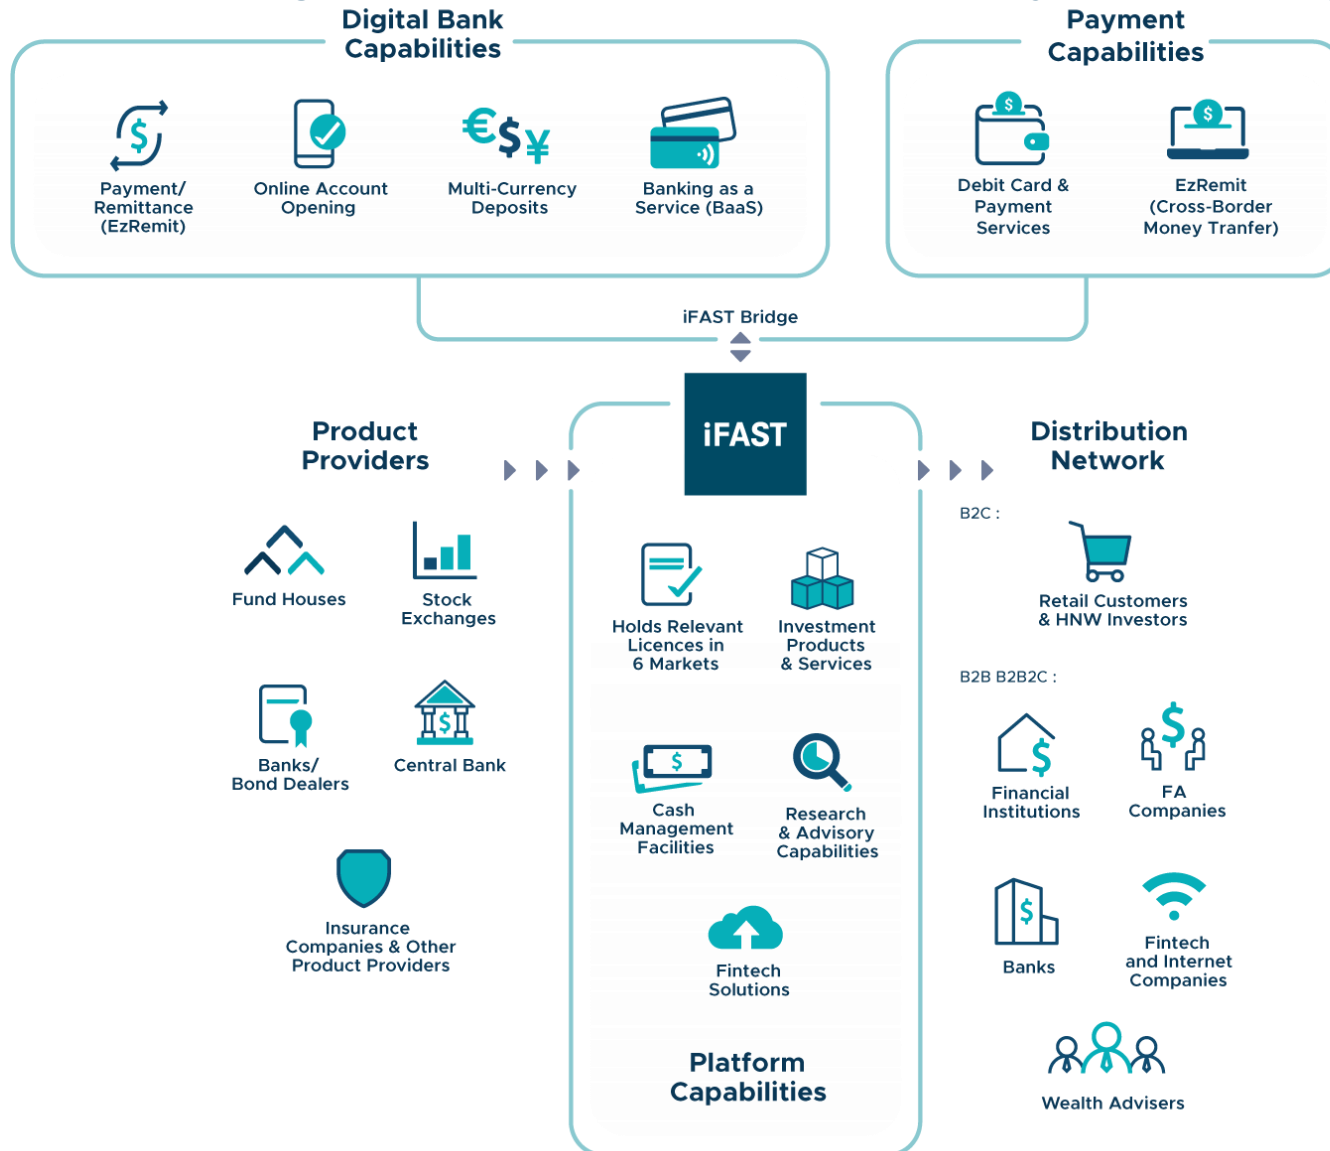 Digital Bank
Capabilities
Payment/
Remittance
(EzRemit)
Online Account
Opening
Multi-Currency
Deposits
Banking as a
Service (BaaS)
Payment
Capabilities
Debit Card &
Payment
Services
EzRemit
(Cross-Border
Money Tranfer)
iFAST Bridge
iFAST
Product
Providers
Fund Houses
Stock
Exchanges
Banks/
Bond Dealers
Central Bank
Insurance
Companies & Other
Product Providers
Holds Relevant
Licences in
6 Markets
Investment
Products
& Services
Cash
Management
Facilities
Research
& Advisory
Capabilities
Fintech
Solutions
Platform
Capabilities
Distribution
Network
B2C :
Retail Customers
& HNW Investors
B2B B2B2C :
Financial
Institutions
FA
Companies
Banks
Fintech
and Internet
Companies
Wealth Advisers